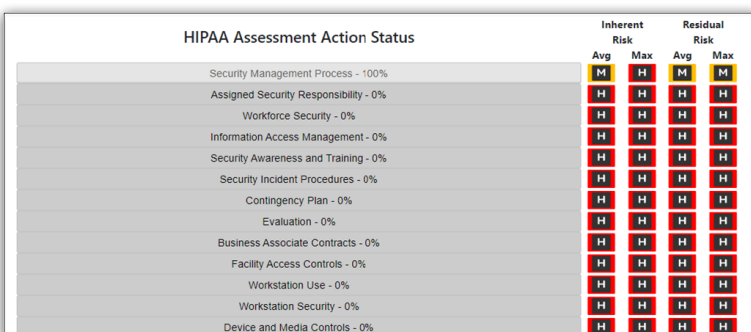 HIPAA Assessment Action Status
Inherent Risk
Residual Risk
Avg Max Avg Max
Security Management Process - 100% M H M M
Assigned Security Responsibility - 0% H H H H
Workforce Security - 0% H H H H
Information Access Management - 0% H H H H
Security Awareness and Training - 0% H H H H
Security Incident Procedures - 0% H H H H
Contingency Plan - 0% H H H H
Evaluation - 0% H H H H
Business Associate Contracts - 0% H H H H
Facility Access Controls - 0% H H H H
Workstation Use - 0% H H H H
Workstation Security - 0% H H H H
Device and Media Controls - 0% H H H H